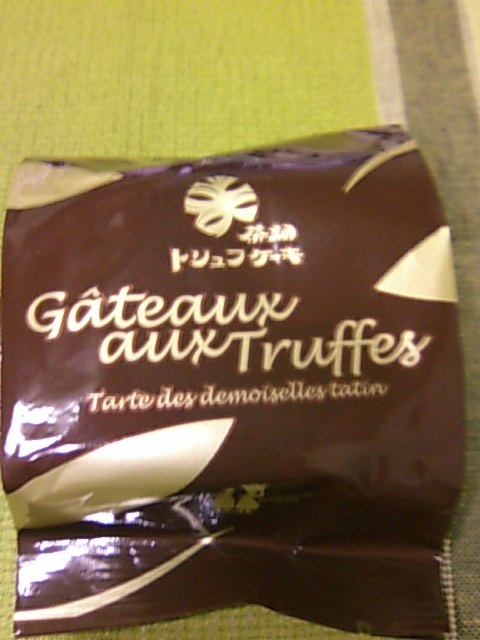 トリュフケーキ
Gâteaux
aux Truffes
Tarte des demoiselles tatin